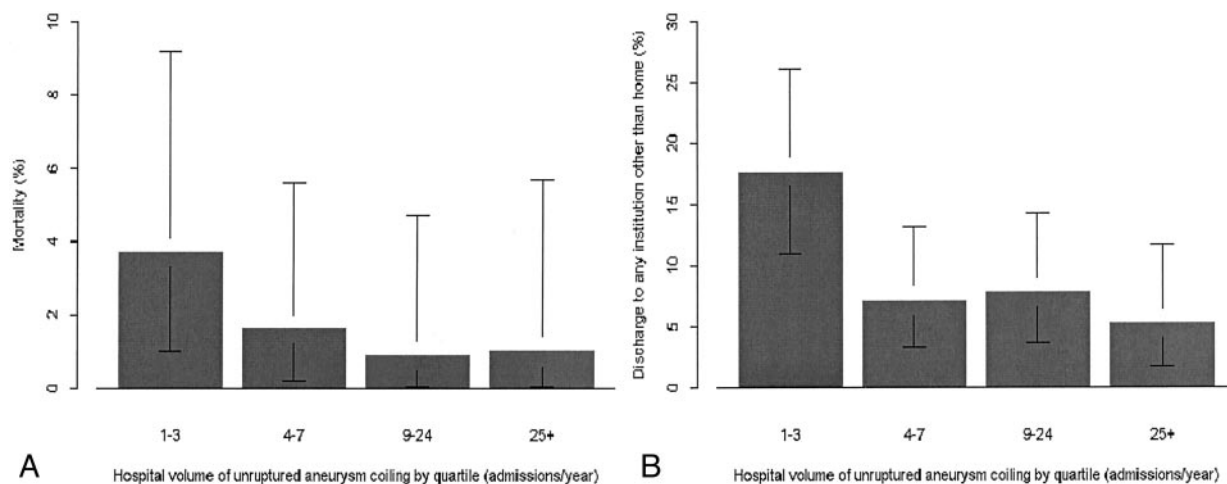 Mortality (%)
10
8
6
4
2
0
1-3 4-7 9-24 25+
A Hospital volume of unruptured aneurysm coiling by quartile (admissions/year)
Discharge to any institution other than home (%)
30
25
20
15
10
5
0
1-3 4-7 9-24 25+
B Hospital volume of unruptured aneurysm coiling by quartile (admissions/year)